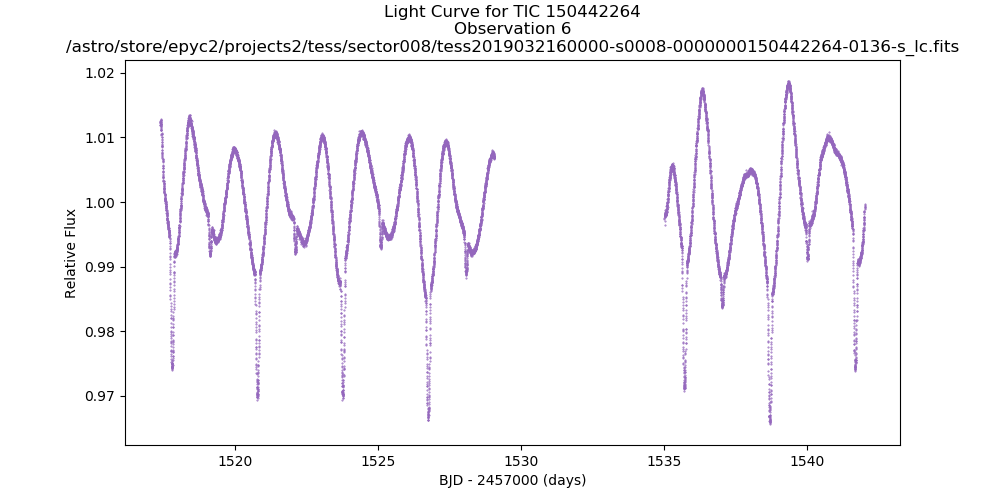 Light Curve for TIC 150442264
Observation 6
/astro/store/epyc2/projects2/tess/sector008/tess2019032160000-s0008-0000000150442264-0136-s_lc.fits
1.02
1.01
1.00
0.99
0.98
0.97
Relative Flux
1520
1525
1530
1535
1540
BJD - 2457000 (days)